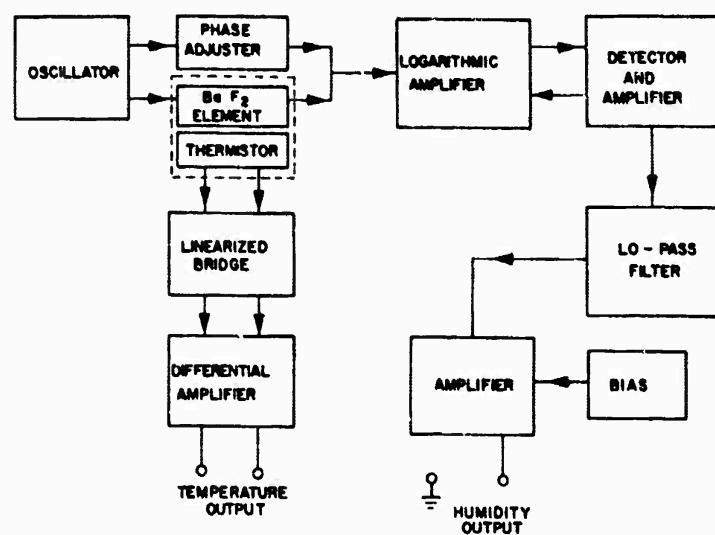 OSCILLATOR
PHASE
ADJUSTER
Ba F2
ELEMENT
THERMISTOR
LOGARITHMIC
AMPLIFIER
DETECTOR
AND
AMPLIFIER
LINEARIZED
BRIDGE
LO - PASS
FILTER
DIFFERENTIAL
AMPLIFIER
AMPLIFIER
BIAS
TEMPERATURE
OUTPUT
HUMIDITY
OUTPUT